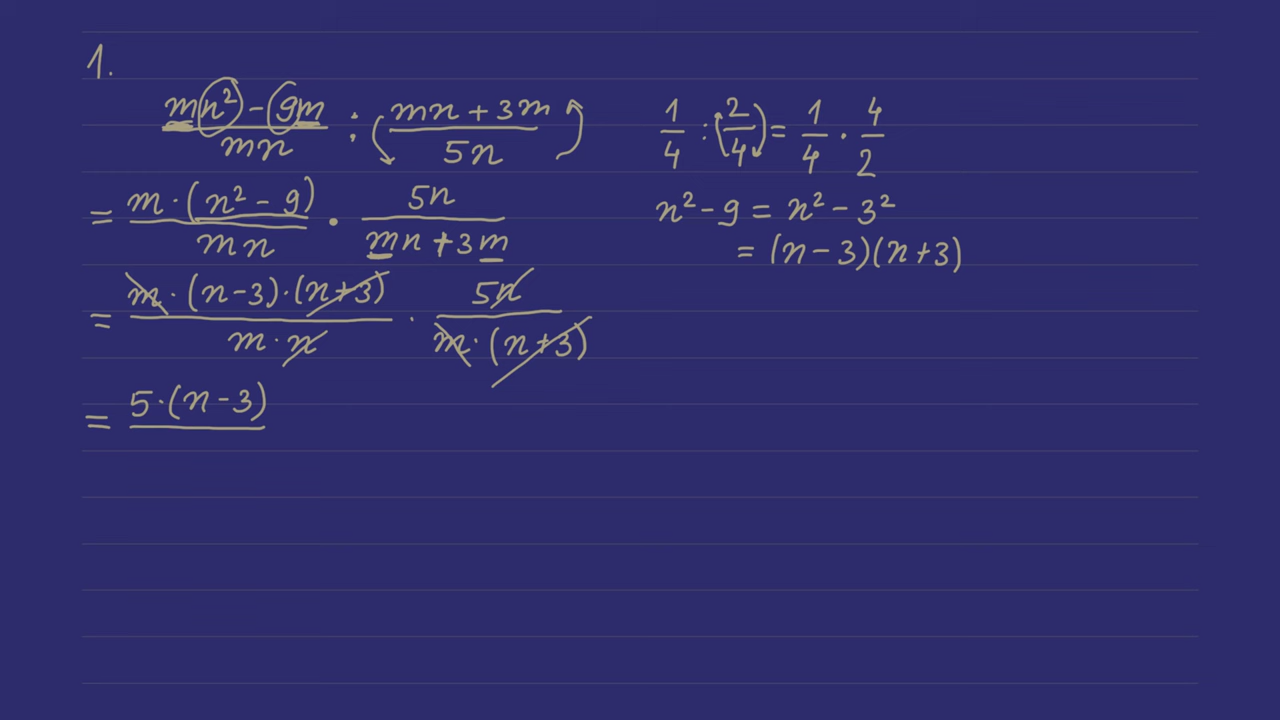 1.
(mn² - 9m)/(mn) : (mn + 3m)/(5n)
= (m · (n² - 9))/(mn) · (5n)/(mn + 3m)
= (m · (n-3) · (n+3))/(m · n) · (5n)/(m · (n+3))
= 5 · (n - 3)
1/4 : 2/4 = 1/4 · 4/2
n² - 9 = n² - 3²
= (n - 3)(n + 3)